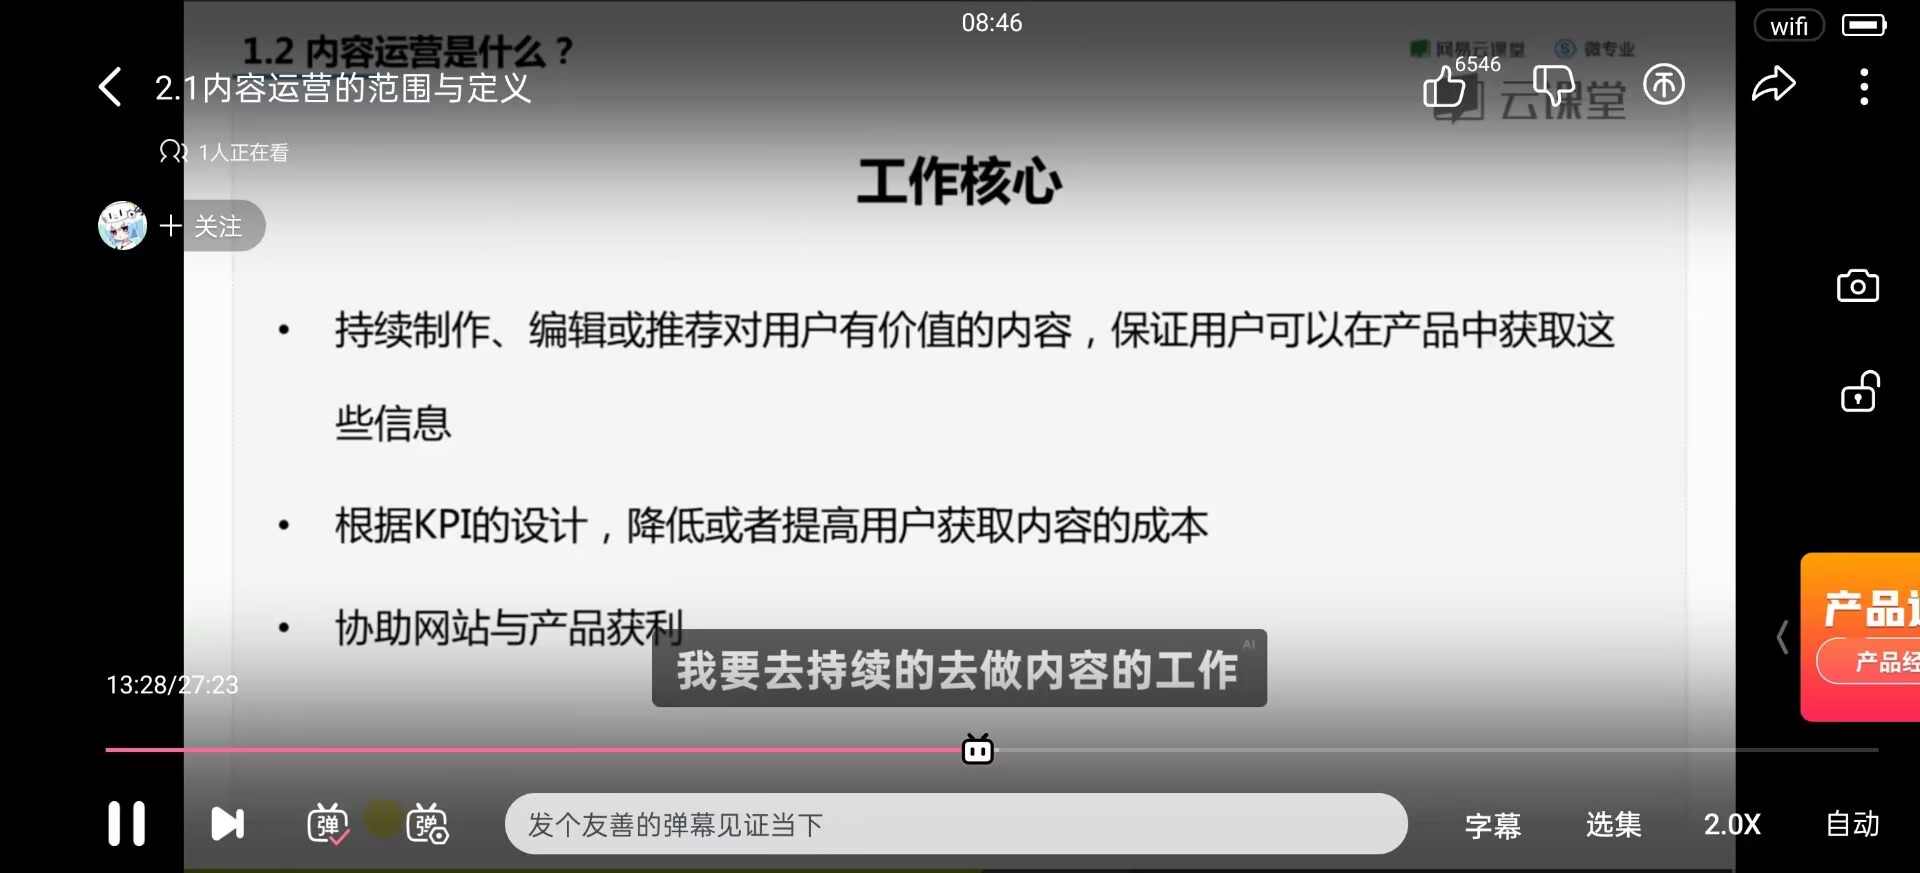 08:46
wifi
1.2 内容运营是什么？
网易云课堂 微专业
2.1内容运营的范围与定义
6546
云课堂
1人正在看
工作核心
+ 关注
• 持续制作、编辑或推荐对用户有价值的内容，保证用户可以在产品中获取这
些信息
• 根据KPI的设计，降低或者提高用户获取内容的成本
• 协助网站与产品获利
产品
产品经
AI
我要去持续的去做内容的工作
13:28/27:23
弹
弹
发个友善的弹幕见证当下
字幕
选集
2.0X
自动